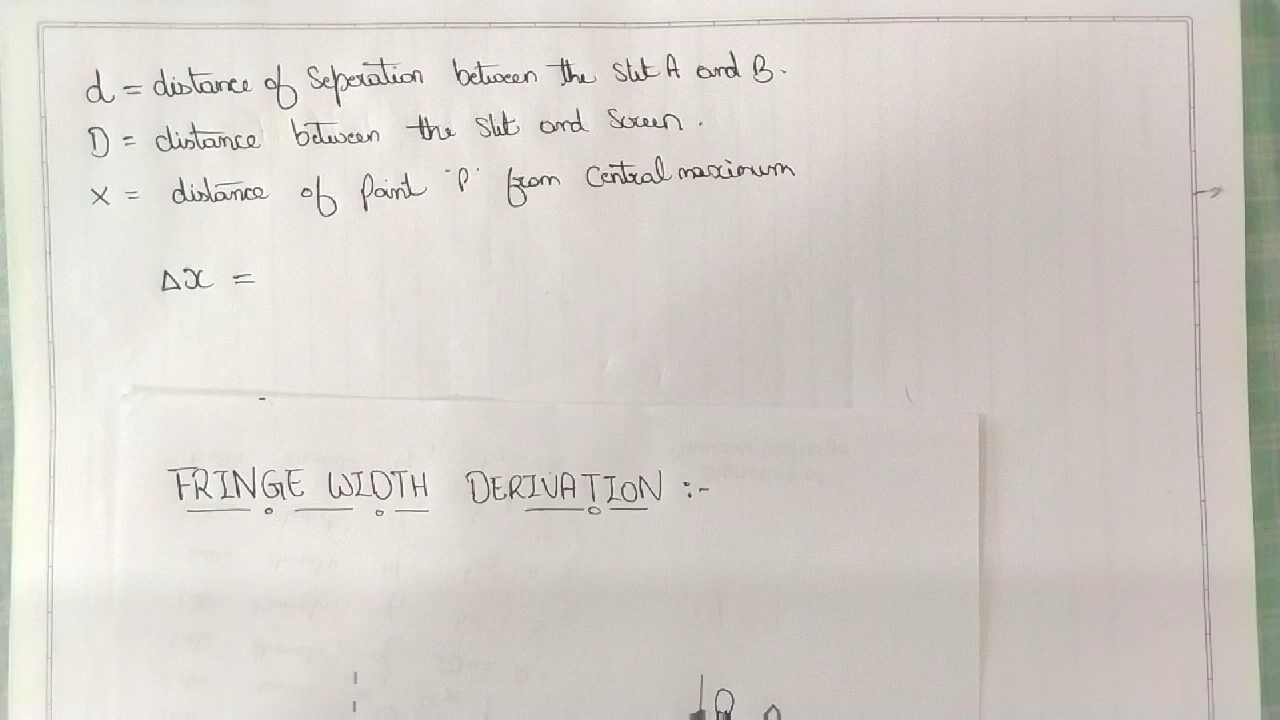 d = distance of Seperation between the slit A and B.
D = distance between the slit and Screen.
x = distance of Point 'P' from Central maximum
Δx =
FRINGE WIDTH DERIVATION :-